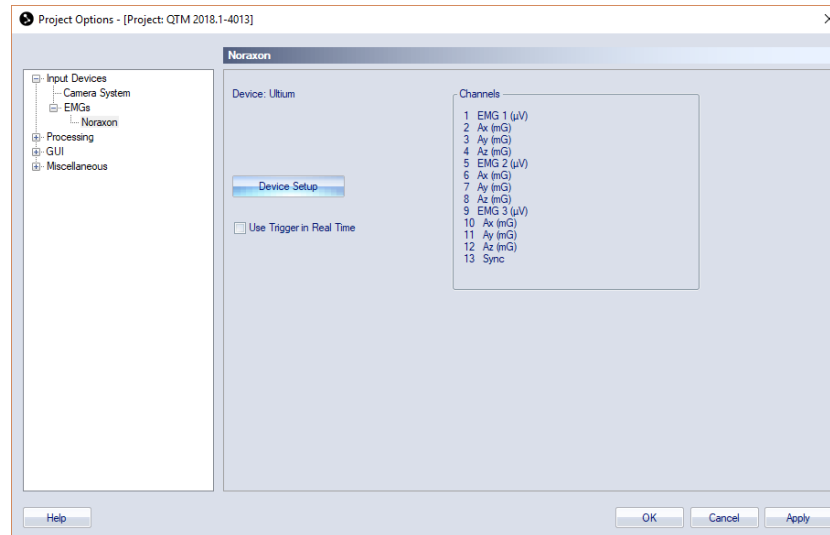 Project Options - [Project: QTM 2018.1-4013]
Noraxon
Input Devices
Camera System
EMGs
Noraxon
Processing
GUI
Miscellaneous
Device: Ultium
Device Setup
Use Trigger in Real Time
Channels
1 EMG 1 (µV)
2 Ax (mG)
3 Ay (mG)
4 Az (mG)
5 EMG 2 (µV)
6 Ax (mG)
7 Ay (mG)
8 Az (mG)
9 EMG 3 (µV)
10 Ax (mG)
11 Ay (mG)
12 Az (mG)
13 Sync
Help
OK
Cancel
Apply